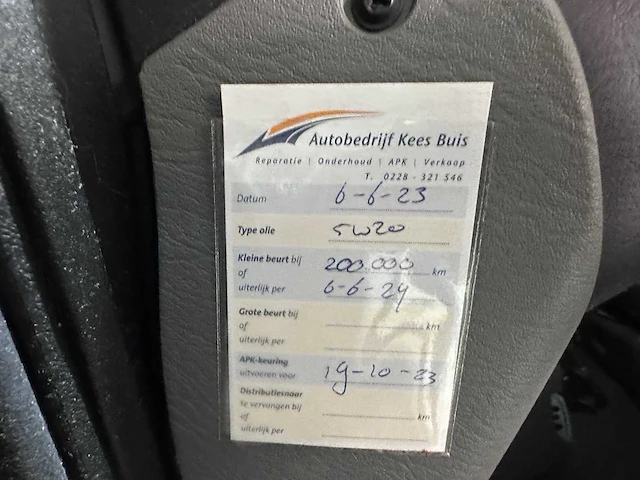 Autobedrijf Kees Buis
Reparatie | Onderhoud | APK | Verkoop
T. 0228 - 321 546
Datum 6-6-23
Type olie 5W20
Kleine beurt bij 200.000 km
of
uiterlijk per 6-6-24
Grote beurt bij km
of
uiterlijk per
APK-keuring
uitvoeren voor 19-10-23
Distributiesnaar
te vervangen bij km
of
uiterlijk per